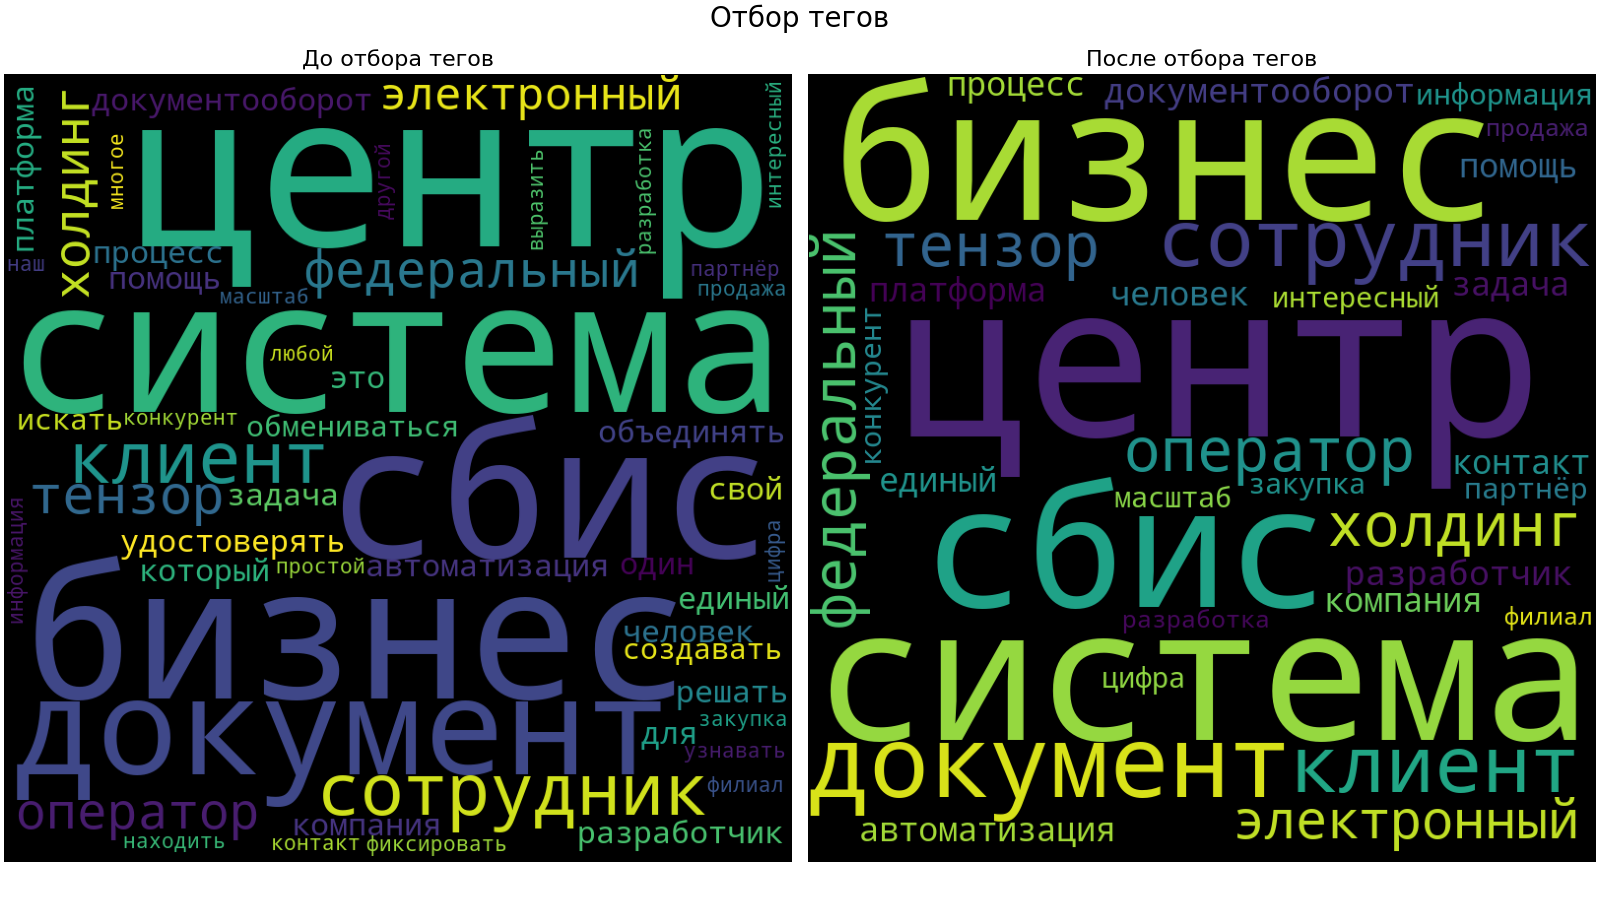 Отбор тегов
До отбора тегов
документооборот
электронный
платформа
холдинг
многое
центр
другой
выразить
разработка
интересный
наш
процесс
помощь
масштаб
федеральный
партнёр
продажа
система
любой
это
искать
конкурент
обмениваться
объединять
клиент
сбис
тензор
задача
свой
информация
удостоверять
который
простой
автоматизация
один
цифра
единый
бизнес
человек
создавать
документ
решать
закупка
для
узнавать
сотрудник
филиал
оператор
компания
разработчик
находить
контакт
фиксировать
После отбора тегов
процесс
документооборот
информация
бизнес
продажа
помощь
тензор
сотрудник
федеральный
платформа
человек
интересный
задача
конкурент
центр
оператор
контакт
единый
масштаб
закупка
партнёр
сбис
холдинг
разработчик
компания
разработка
филиал
система
цифра
документ
клиент
автоматизация
электронный